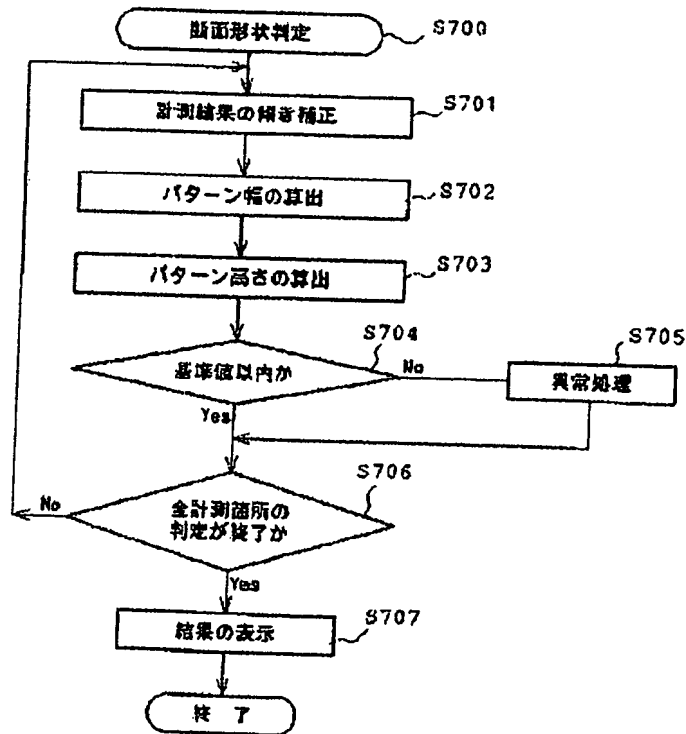 断面形状判定
S700
計測結果の傾き補正
S701
パターン幅の算出
S702
パターン高さの算出
S703
基準値以内か
S704
No
異常処理
S705
Yes
全計測箇所の
判定が終了か
S706
No
Yes
結果の表示
S707
終了